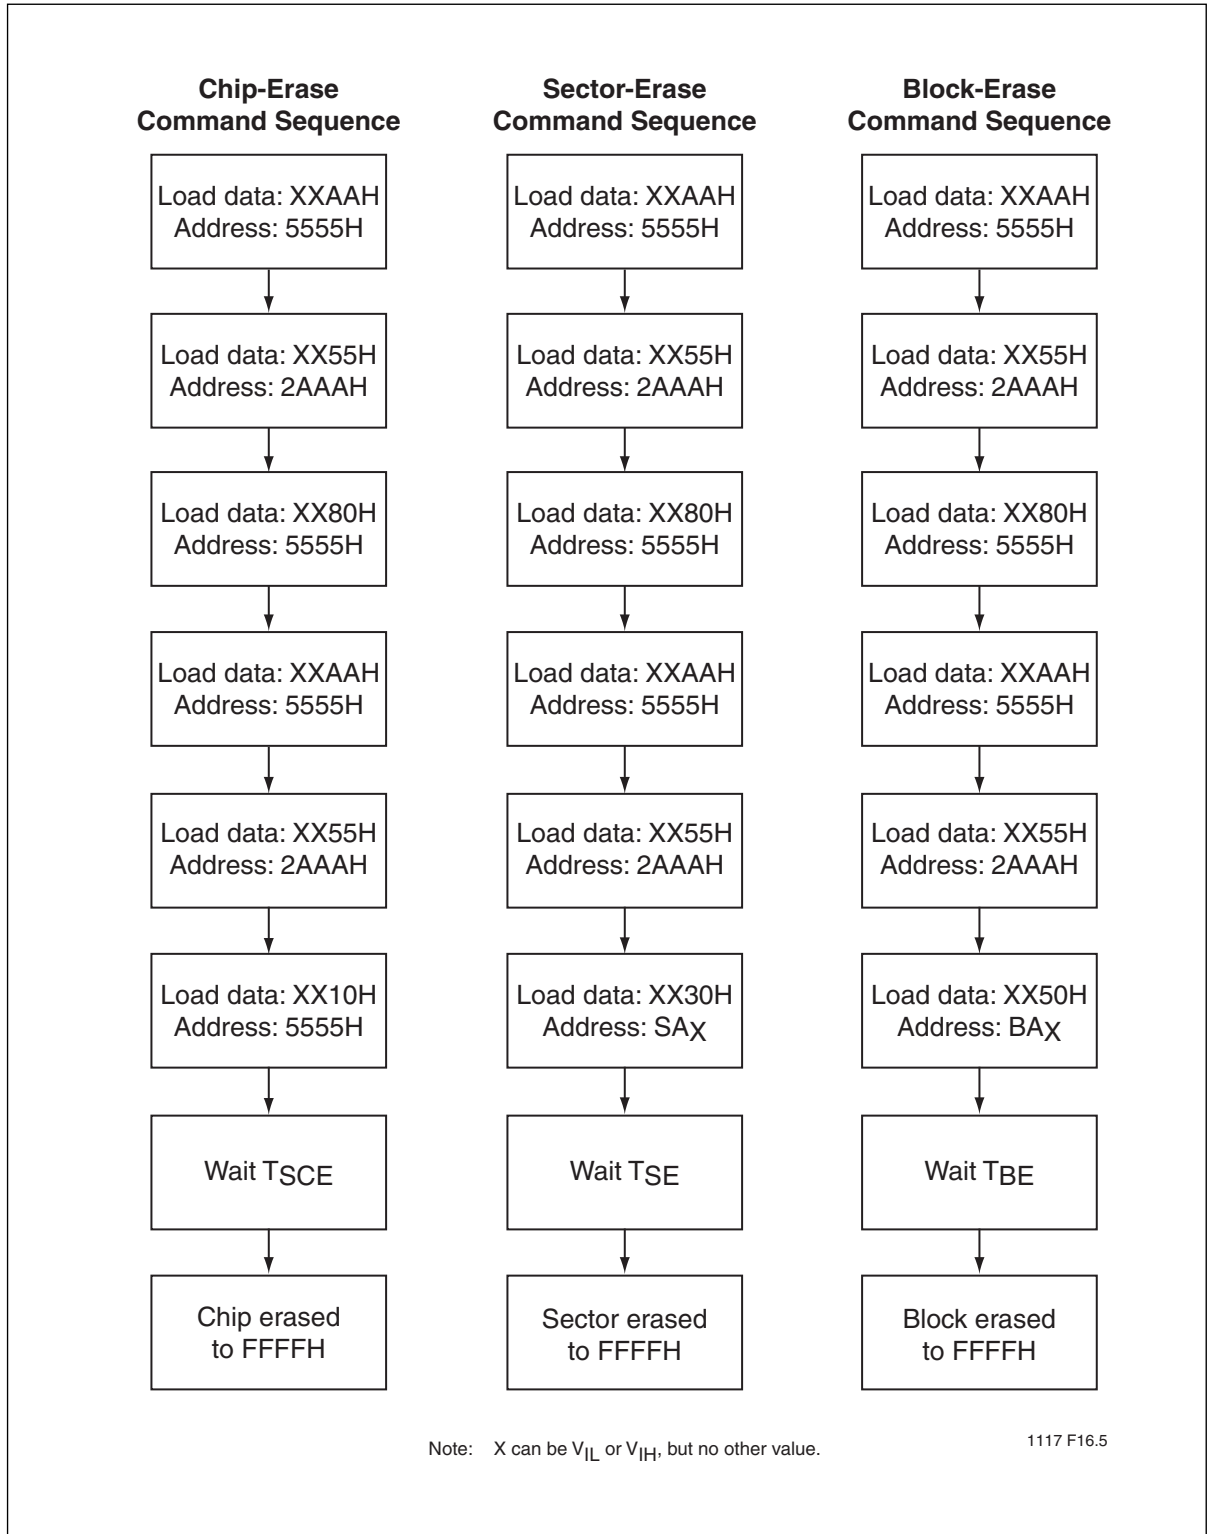 Chip-Erase
Command Sequence
Load data: XXAAH
Address: 5555H
Load data: XX55H
Address: 2AAAH
Load data: XX80H
Address: 5555H
Load data: XXAAH
Address: 5555H
Load data: XX55H
Address: 2AAAH
Load data: XX10H
Address: 5555H
Wait TSCE
Chip erased
to FFFFH
Sector-Erase
Command Sequence
Load data: XXAAH
Address: 5555H
Load data: XX55H
Address: 2AAAH
Load data: XX80H
Address: 5555H
Load data: XXAAH
Address: 5555H
Load data: XX55H
Address: 2AAAH
Load data: XX30H
Address: SAX
Wait TSE
Sector erased
to FFFFH
Block-Erase
Command Sequence
Load data: XXAAH
Address: 5555H
Load data: XX55H
Address: 2AAAH
Load data: XX80H
Address: 5555H
Load data: XXAAH
Address: 5555H
Load data: XX55H
Address: 2AAAH
Load data: XX50H
Address: BAX
Wait TBE
Block erased
to FFFFH
Note: X can be VIL or VIH, but no other value.
1117 F16.5